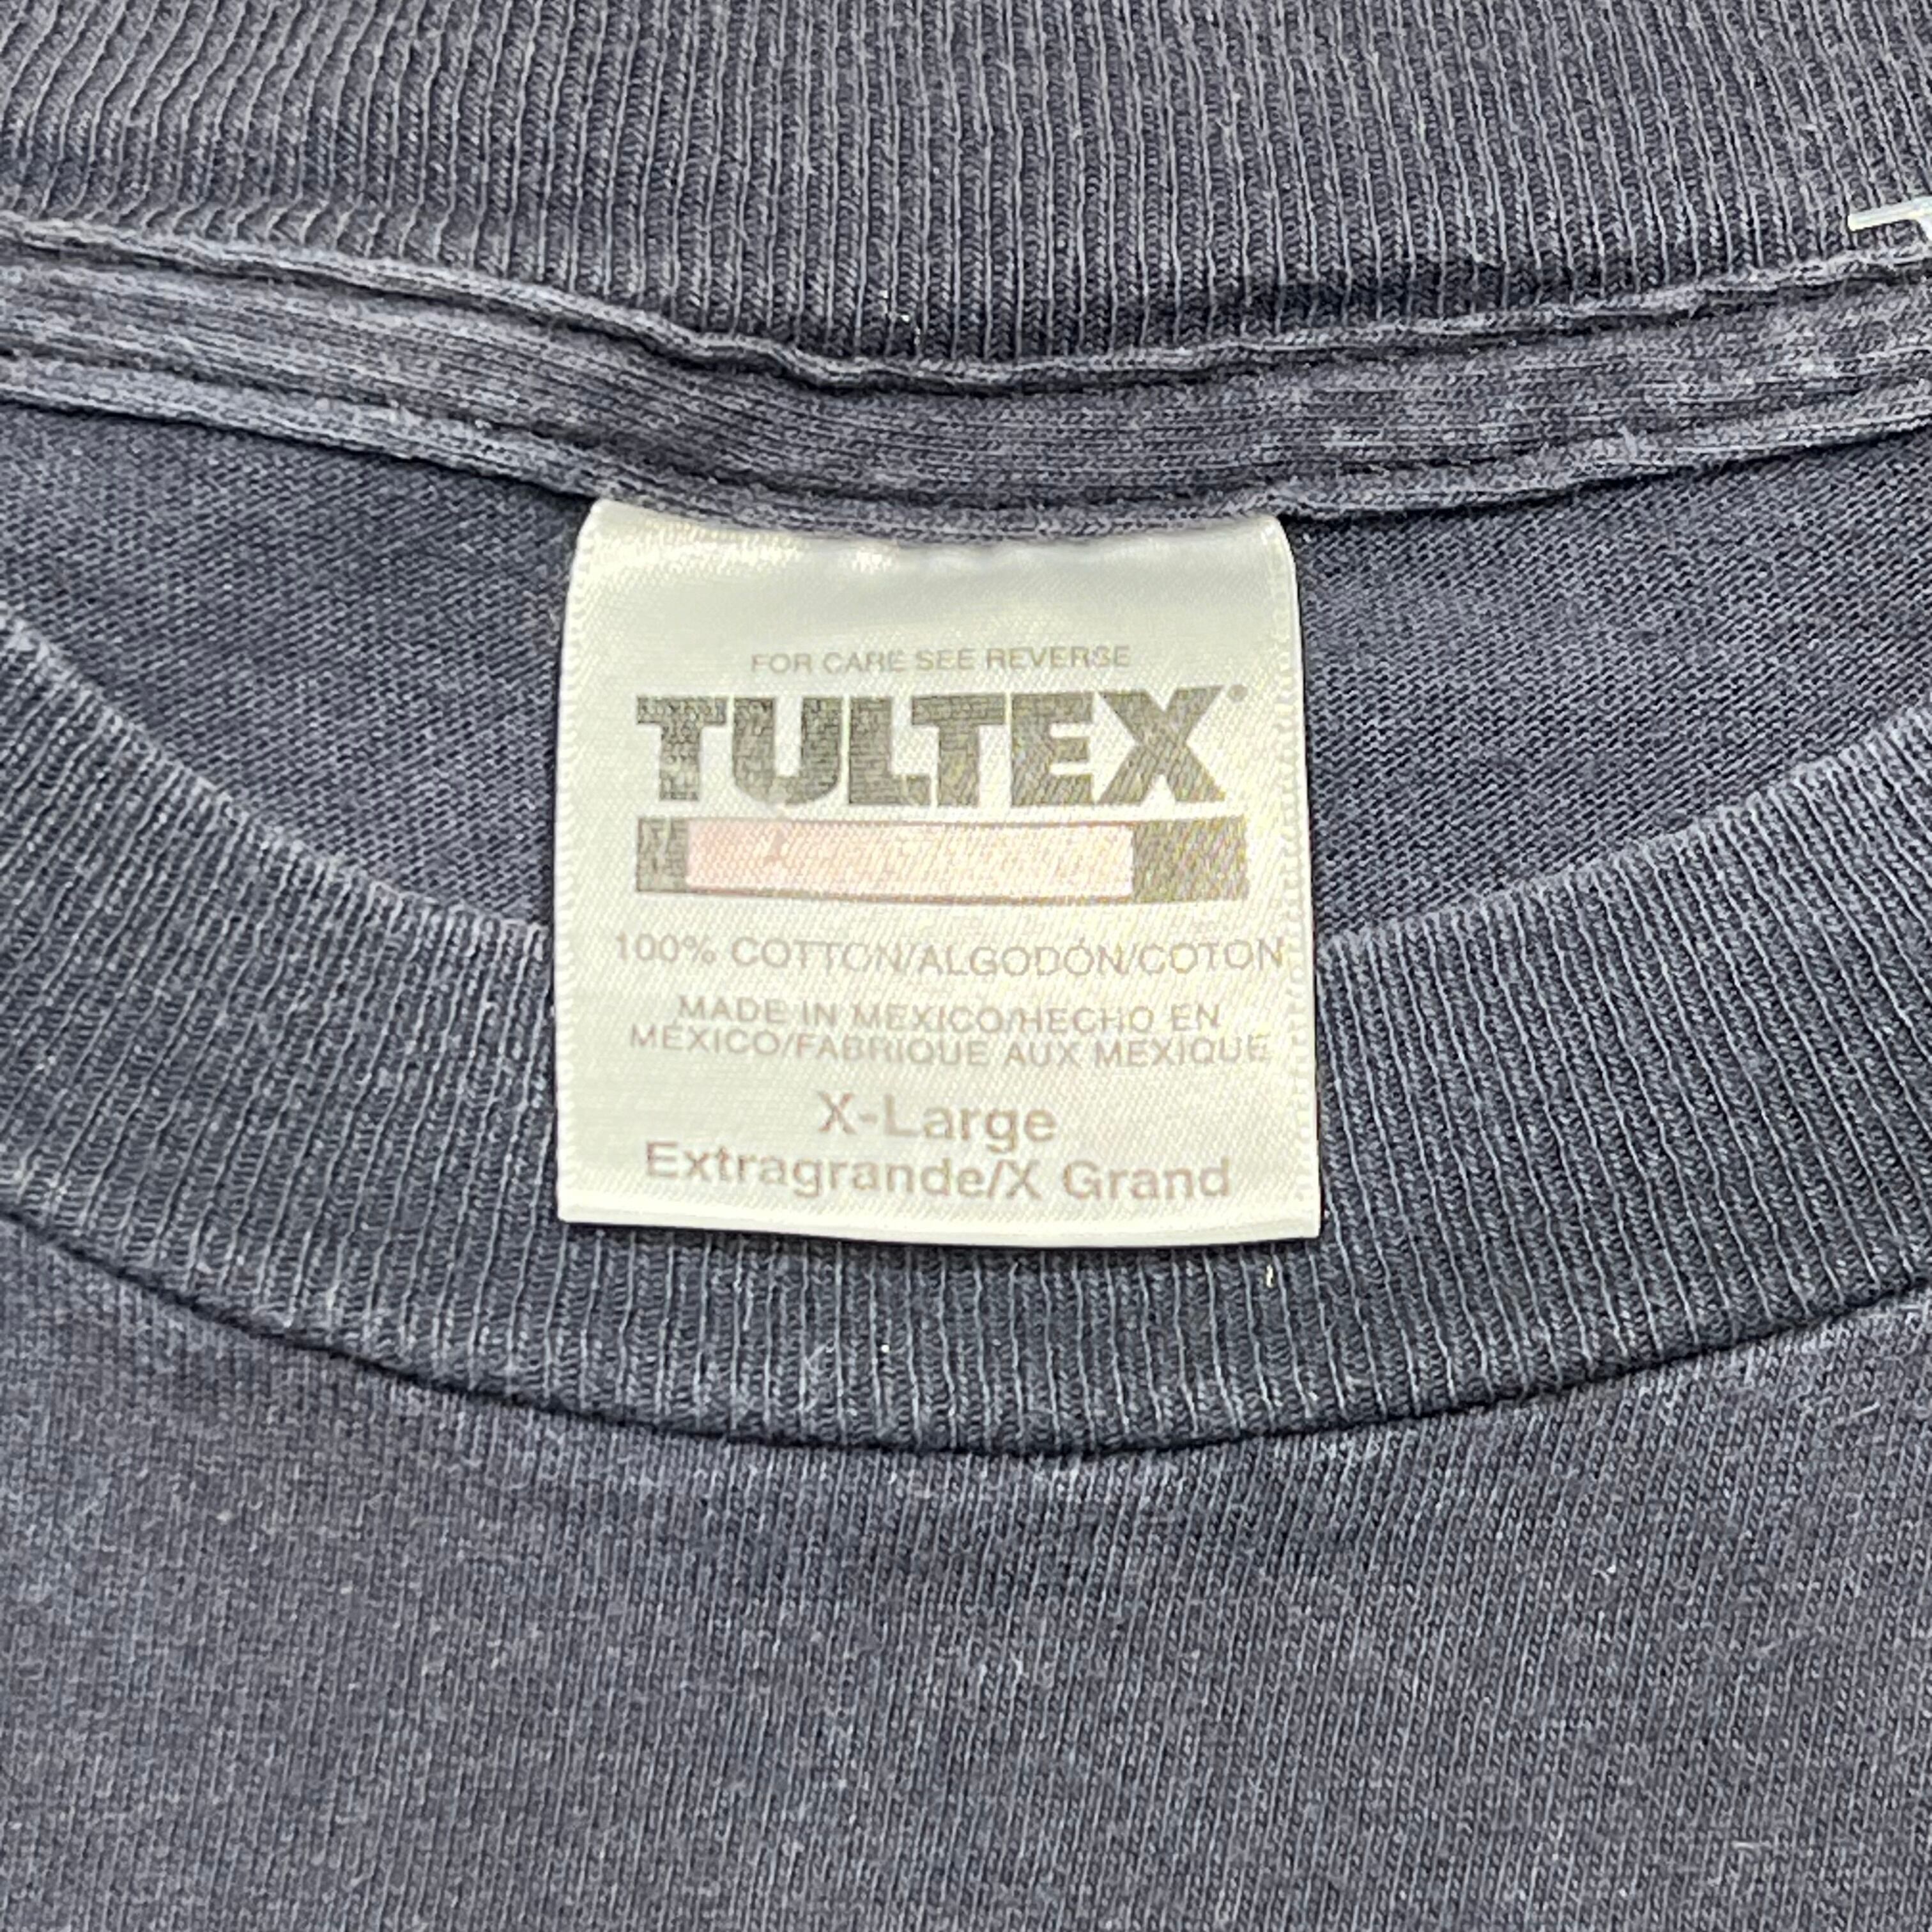 FOR CARE SEE REVERSE
TULTEX®
100% COTTON/ALGODÓN/COTON
MADE IN MEXICO/HECHO EN
MÉXICO/FABRIQUE AUX MEXIQUE
X-Large
Extragrande/X Grand